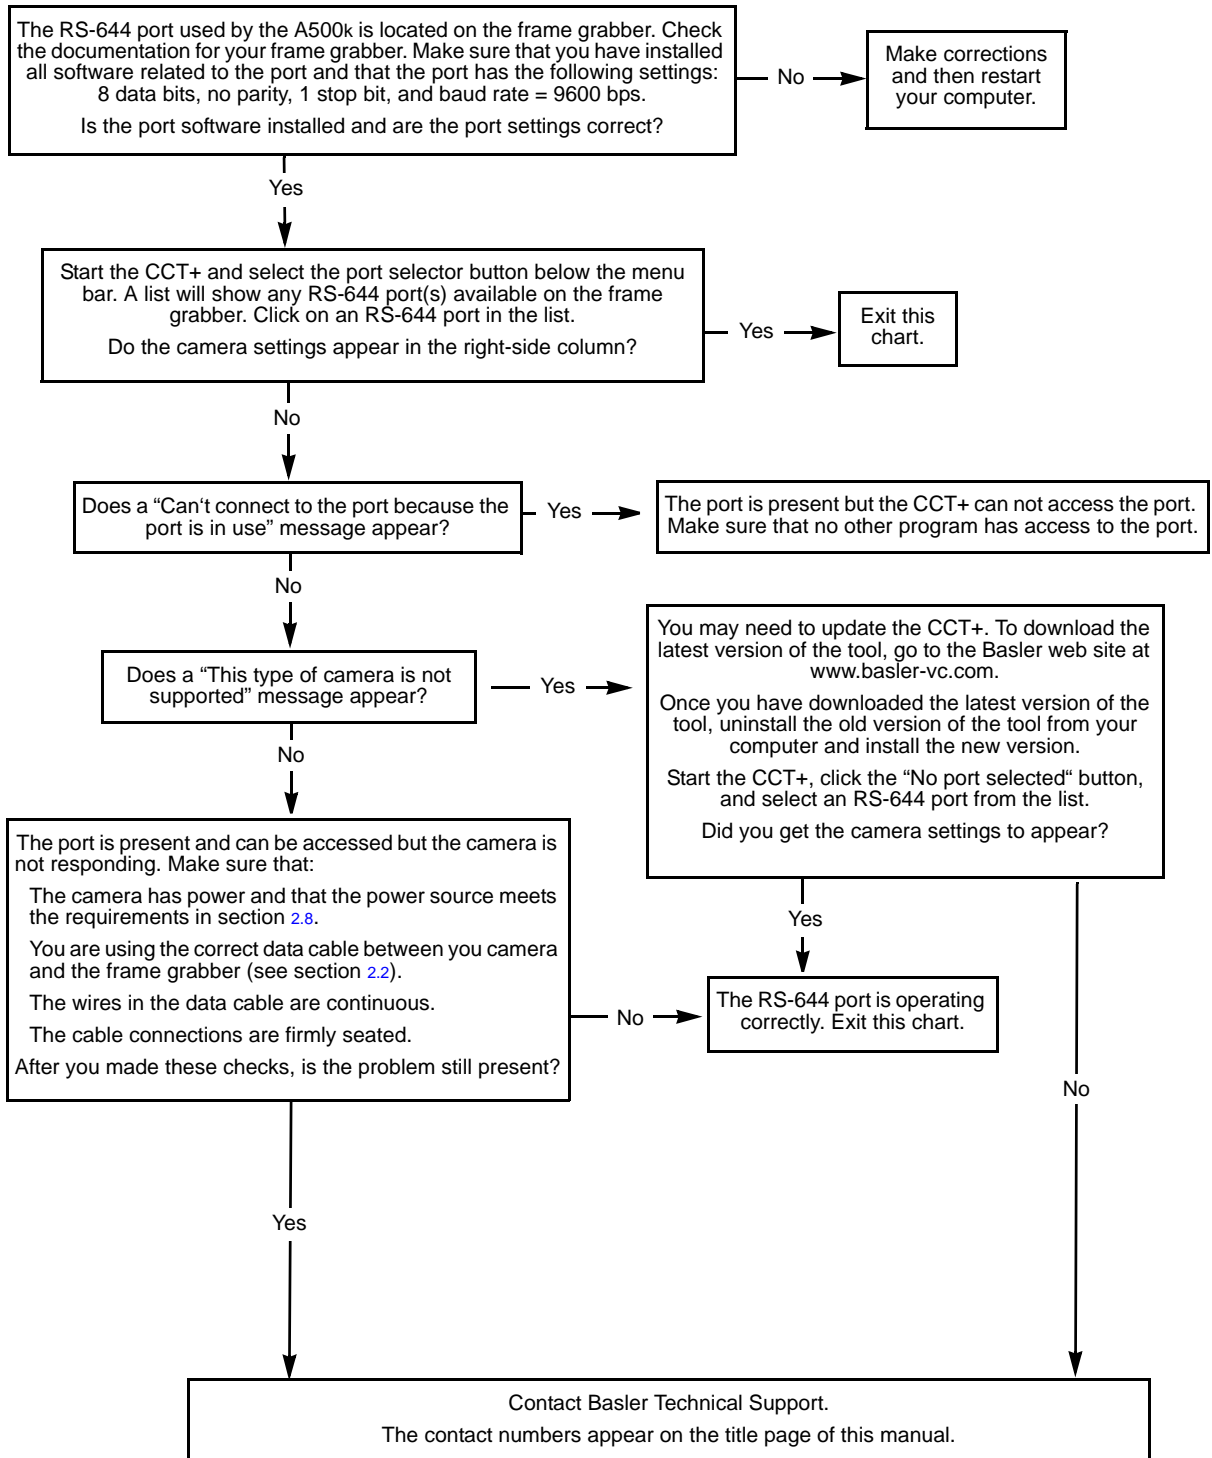 The RS-644 port used by the A500k is located on the frame grabber. Check
the documentation for your frame grabber. Make sure that you have installed
all software related to the port and that the port has the following settings:
8 data bits, no parity, 1 stop bit, and baud rate = 9600 bps.
Is the port software installed and are the port settings correct?
No
Make corrections
and then restart
your computer.
Yes
Start the CCT+ and select the port selector button below the menu
bar. A list will show any RS-644 port(s) available on the frame
grabber. Click on an RS-644 port in the list.
Do the camera settings appear in the right-side column?
Yes
Exit this
chart.
No
Does a “Can‘t connect to the port because the
port is in use” message appear?
Yes
The port is present but the CCT+ can not access the port.
Make sure that no other program has access to the port.
No
Does a “This type of camera is not
supported” message appear?
Yes
You may need to update the CCT+. To download the
latest version of the tool, go to the Basler web site at
www.basler-vc.com.
Once you have downloaded the latest version of the
tool, uninstall the old version of the tool from your
computer and install the new version.
Start the CCT+, click the “No port selected“ button,
and select an RS-644 port from the list.
Did you get the camera settings to appear?
No
The port is present and can be accessed but the camera is
not responding. Make sure that:
The camera has power and that the power source meets
the requirements in section 2.8.
You are using the correct data cable between you camera
and the frame grabber (see section 2.2).
The wires in the data cable are continuous.
The cable connections are firmly seated.
After you made these checks, is the problem still present?
No
Yes
The RS-644 port is operating
correctly. Exit this chart.
No
Yes
Contact Basler Technical Support.
The contact numbers appear on the title page of this manual.